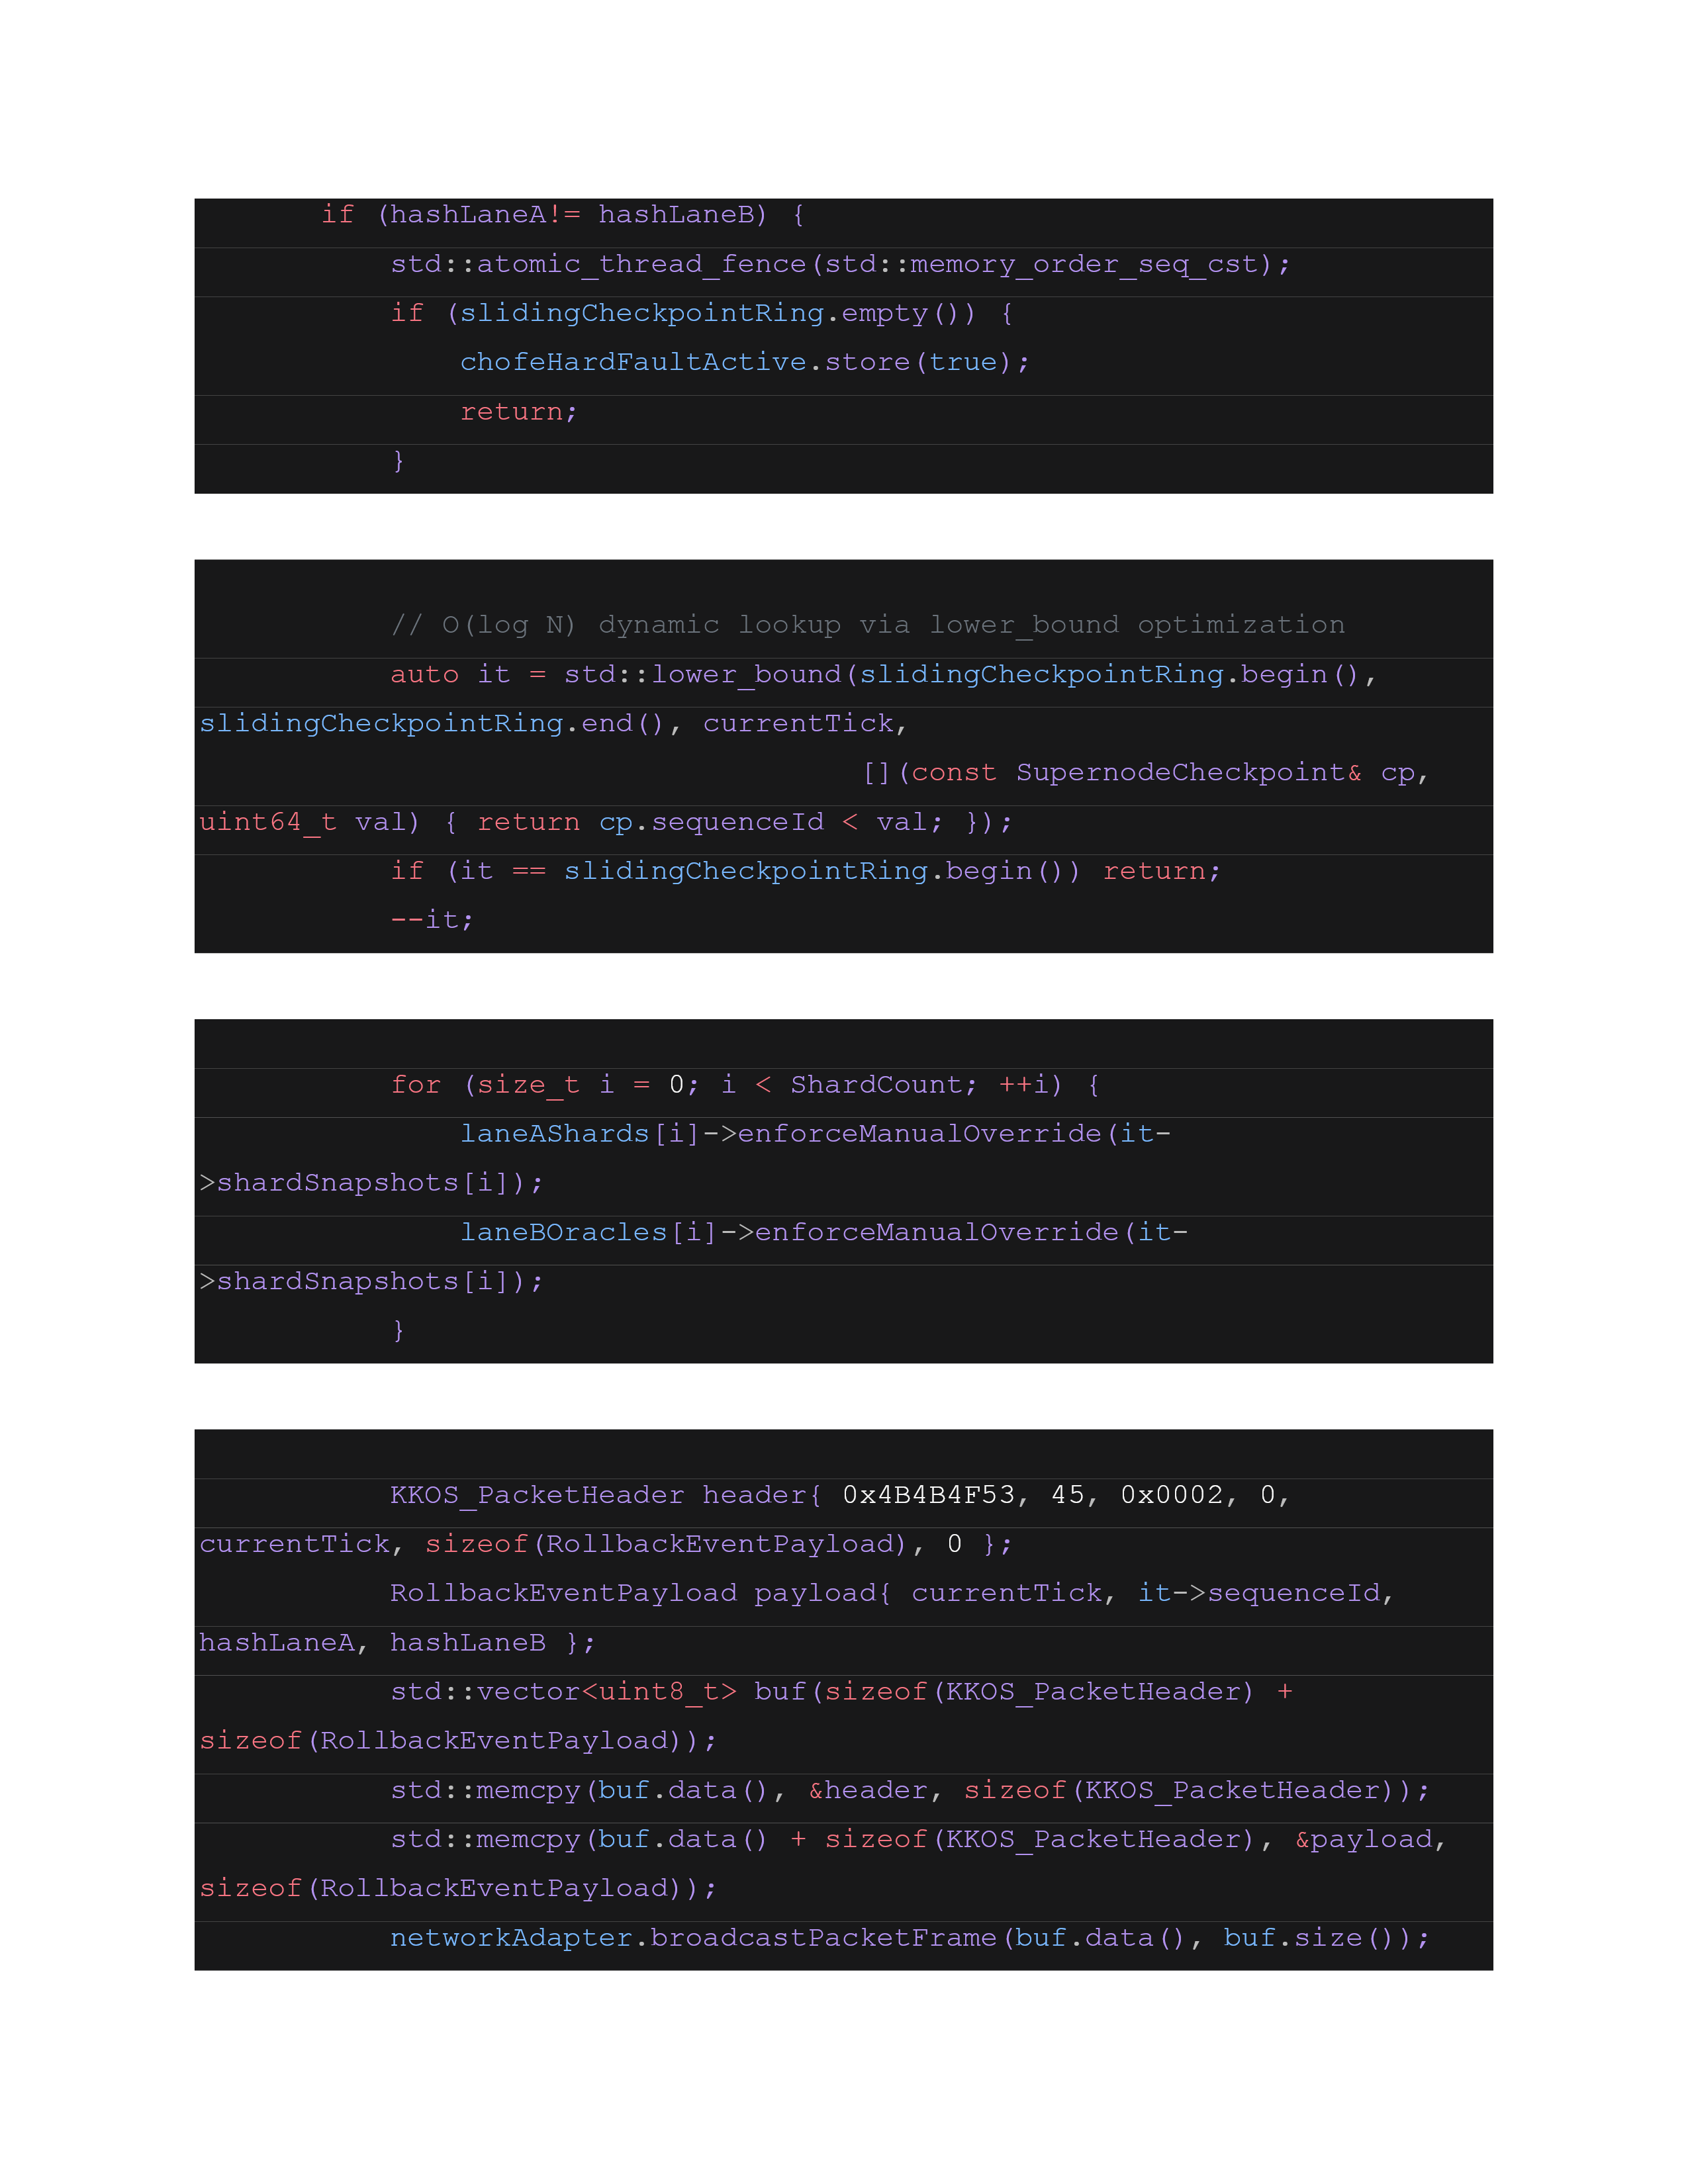 if (hashLaneA!= hashLaneB) {
std::atomic_thread_fence(std::memory_order_seq_cst);
if (slidingCheckpointRing.empty()) {
chofeHardFaultActive.store(true);
return;
}
// O(log N) dynamic lookup via lower_bound optimization
auto it = std::lower_bound(slidingCheckpointRing.begin(),
slidingCheckpointRing.end(), currentTick,
[](const SupernodeCheckpoint& cp,
uint64_t val) { return cp.sequenceId < val; });
if (it == slidingCheckpointRing.begin()) return;
--it;
for (size_t i = 0; i < ShardCount; ++i) {
laneAShards[i]->enforceManualOverride(it-
>shardSnapshots[i]);
laneBOracles[i]->enforceManualOverride(it-
>shardSnapshots[i]);
}
KKOS_PacketHeader header{ 0x4B4B4F53, 45, 0x0002, 0,
currentTick, sizeof(RollbackEventPayload), 0 };
RollbackEventPayload payload{ currentTick, it->sequenceId,
hashLaneA, hashLaneB };
std::vector<uint8_t> buf(sizeof(KKOS_PacketHeader) +
sizeof(RollbackEventPayload));
std::memcpy(buf.data(), &header, sizeof(KKOS_PacketHeader));
std::memcpy(buf.data() + sizeof(KKOS_PacketHeader), &payload,
sizeof(RollbackEventPayload));
networkAdapter.broadcastPacketFrame(buf.data(), buf.size());